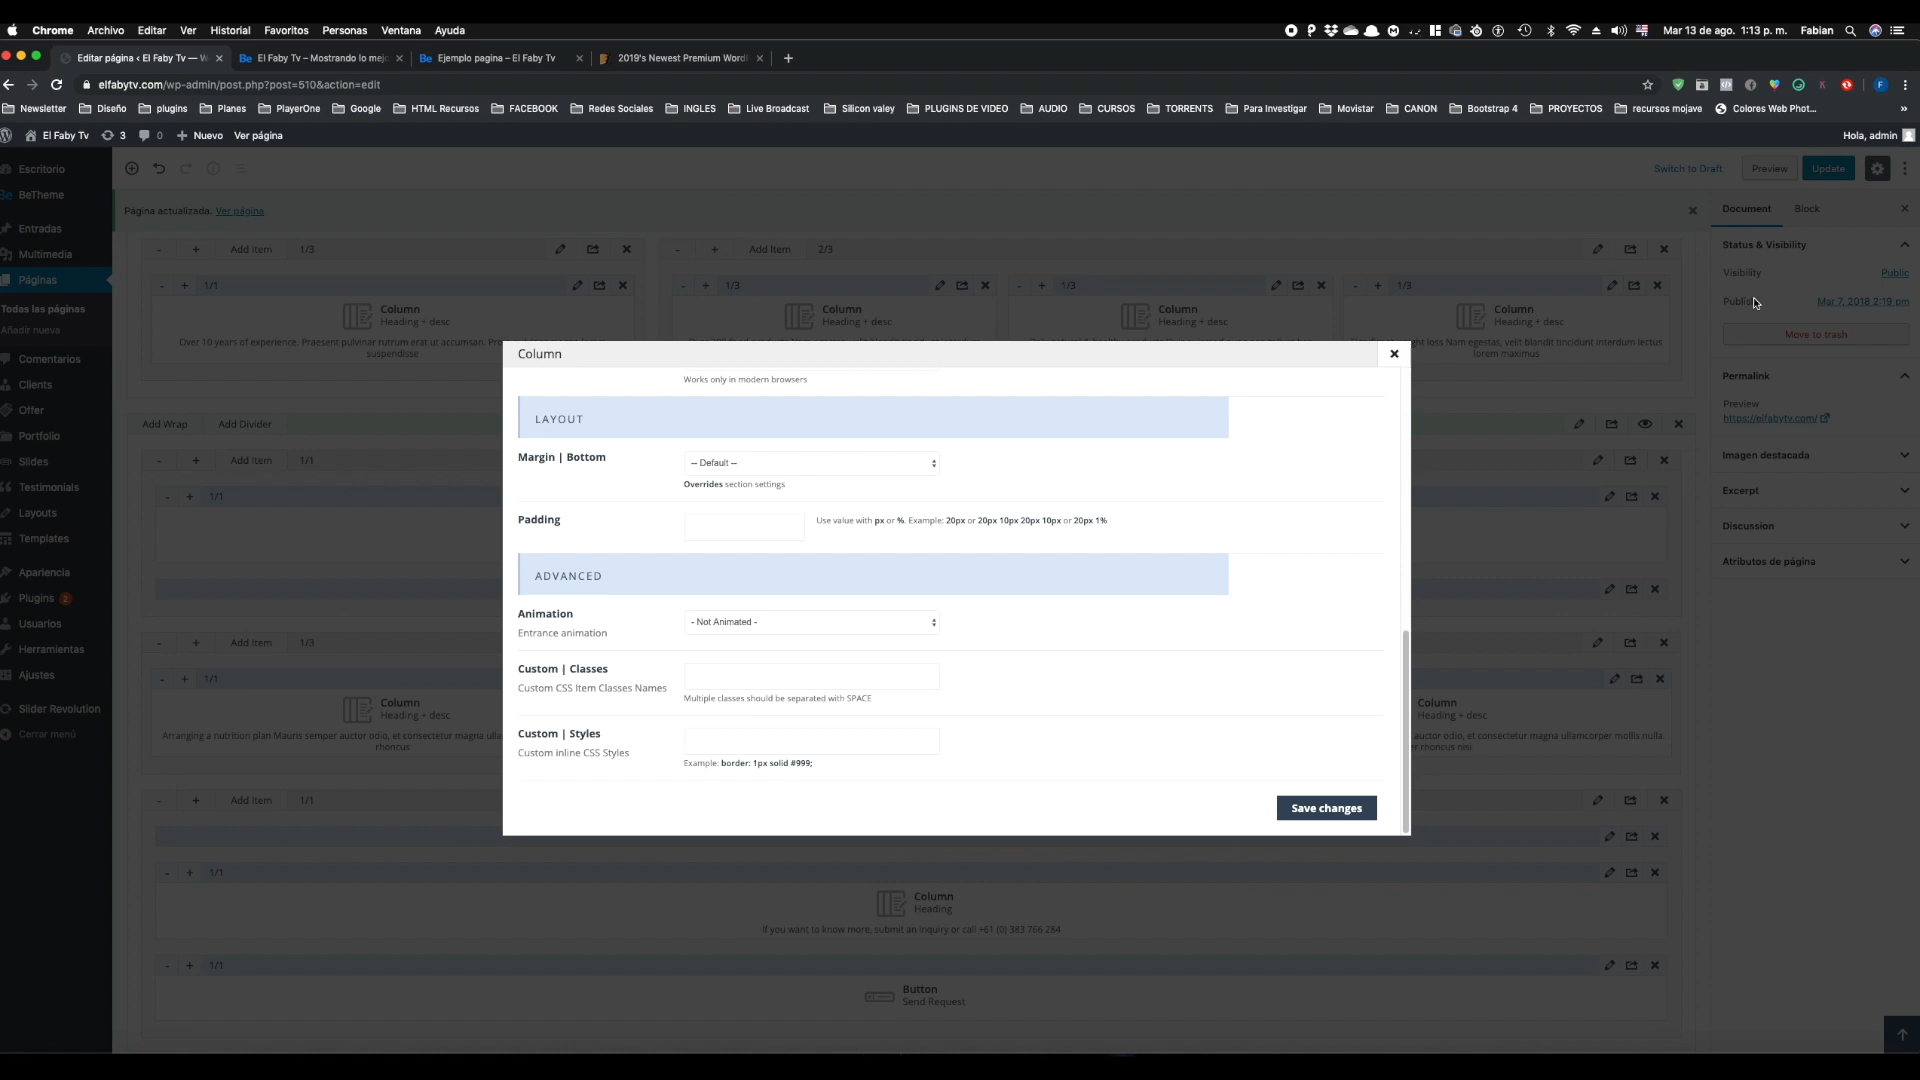 Chrome Archivo Editar Ver Historial Favoritos Personas Ventana Ayuda Mar 13 de ago. 1:13 p. m. Fabian
Editar página ‹ El Faby Tv — W El Faby Tv – Mostrando lo mej Ejemplo pagina – El Faby Tv 2019's Newest Premium Word
elfabytv.com/wp-admin/post.php?post=510&action=edit
Newsletter Diseño plugins Planes PlayerOne Google HTML Recursos FACEBOOK Redes Sociales INGLES Live Broadcast Silicon valey PLUGINS DE VIDEO AUDIO CURSOS TORRENTS Para Investigar Movistar CANON Bootstrap 4 PROYECTOS recursos mojave Colores Web Phot...
El Faby Tv 3 0 Nuevo Ver página Hola, admin
Escritorio
BeTheme
Entradas
Multimedia
Páginas
Todas las páginas
Añadir nueva
Comentarios
Clients
Offer
Portfolio
Slides
Testimonials
Layouts
Templates
Apariencia
Plugins 2
Usuarios
Herramientas
Ajustes
Slider Revolution
Cerrar menú
Switch to Draft Preview Update
Página actualizada. Ver página
- + Add Item 1/3 - + Add Item 2/3
- + 1/1 - + 1/3 - + 1/3 - + 1/3
Column Column Column Column
Heading + desc Heading + desc Heading + desc Heading + desc
Over 10 years of experience. Praesent pulvinar rutrum erat ut accumsan.
suspendisse
loss Nam egestas, velit blandit tincidunt interdum lectus
lorem maximus
Add Wrap Add Divider
- + Add Item 1/1
- + 1/1
- + Add Item 1/3
- + 1/1
Column
Heading + desc
Arranging a nutrition plan Mauris semper auctor odio, et consectetur magna
rhoncus
Column
Heading + desc
auctor odio, et consectetur magna ullamcorper mollis nulla.
rhoncus nisi
- + Add Item 1/1
- + 1/1
Column
Heading
If you want to know more, submit an inquiry or call +61 (0) 383 766 284
- + 1/1
Button
Send Request
Column
Works only in modern browsers
LAYOUT
Margin | Bottom
-- Default --
Overrides section settings
Padding
Use value with px or %. Example: 20px or 20px 10px 20px 10px or 20px 1%
ADVANCED
Animation
Entrance animation
- Not Animated -
Custom | Classes
Custom CSS Item Classes Names
Multiple classes should be separated with SPACE
Custom | Styles
Custom inline CSS Styles
Example: border: 1px solid #999;
Save changes
Document Block
Status & Visibility
Visibility Public
Publish Mar 7, 2018 2:19 pm
Move to trash
Permalink
Preview
https://elfabytv.com/
Imagen destacada
Excerpt
Discussion
Atributos de página